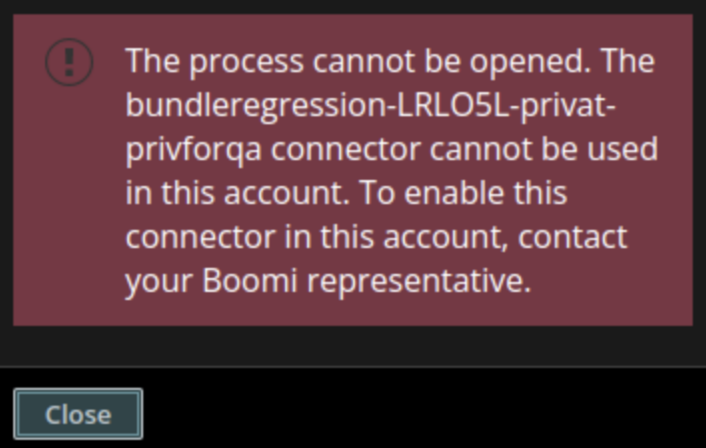 The process cannot be opened. The
bundleregression-LRLO5L-privat-
privforqa connector cannot be used
in this account. To enable this
connector in this account, contact
your Boomi representative.
Close